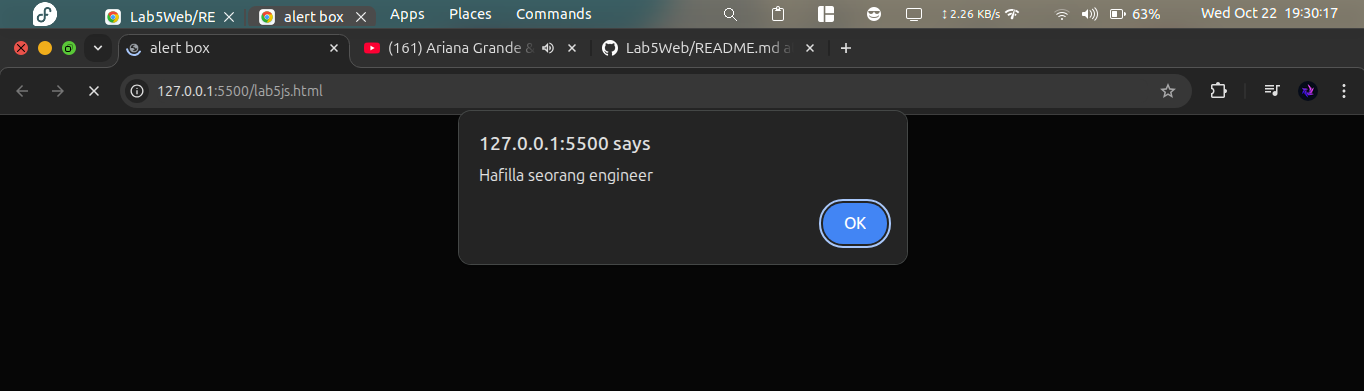 Lab5Web/RE
alert box
Apps
Places
Commands
2.26 KB/s
63%
Wed Oct 22 19:30:17
alert box
(161) Ariana Grande &
Lab5Web/README.md a
127.0.0.1:5500/lab5js.html
127.0.0.1:5500 says
Hafilla seorang engineer
OK